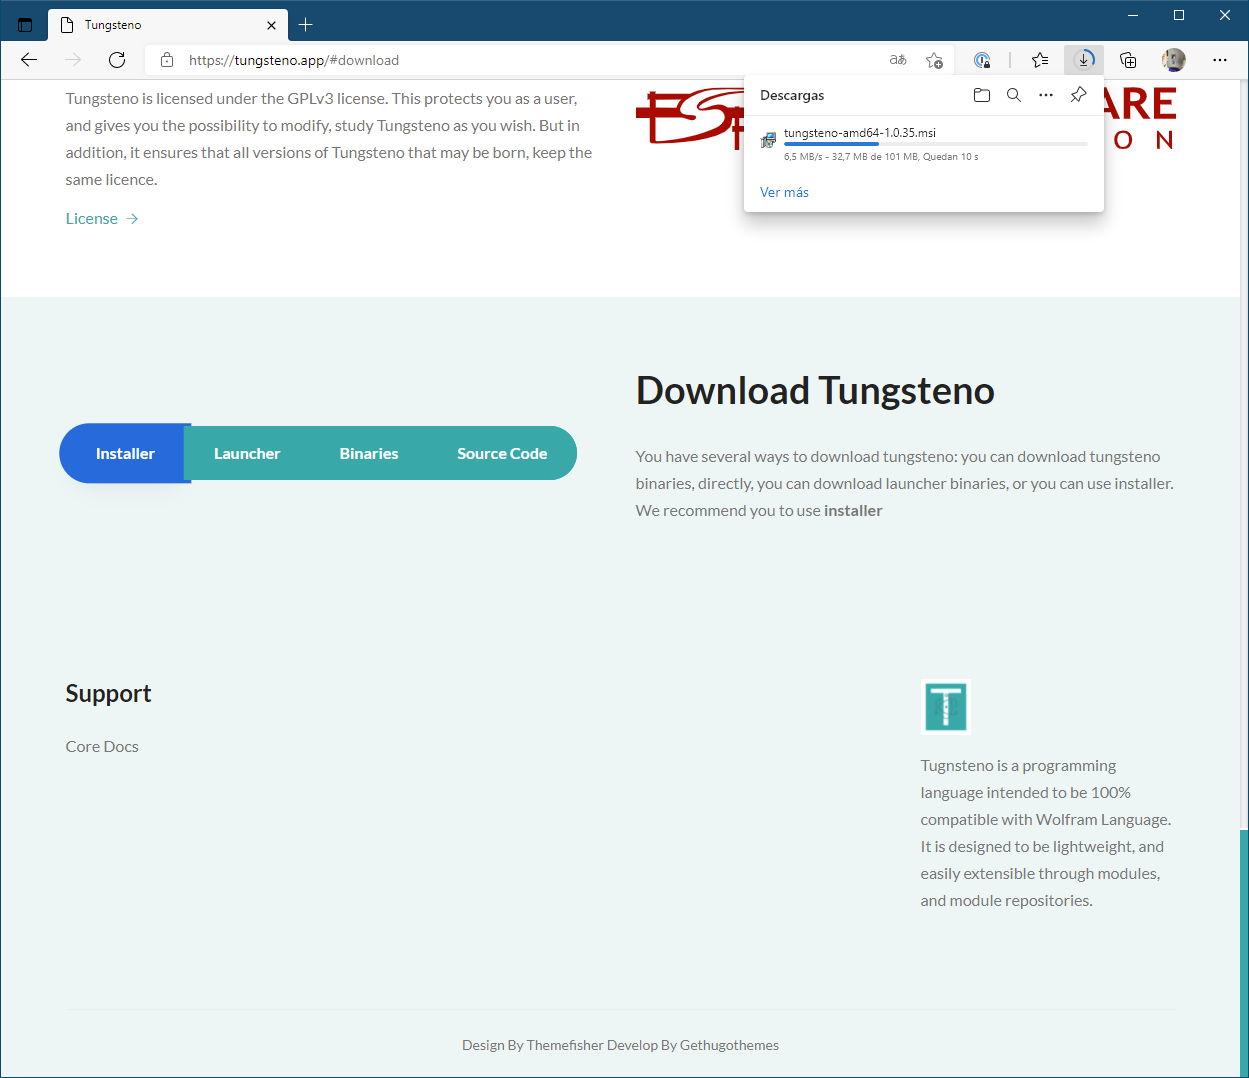 Tungsteno
https://tungsteno.app/#download
Tungsteno is licensed under the GPLv3 license. This protects you as a user,
and gives you the possibility to modify, study Tungsteno as you wish. But in
addition, it ensures that all versions of Tungsteno that may be born, keep the
same licence.
License →
ARE
ON
Descargas
tungsteno-amd64-1.0.35.msi
6,5 MB/s - 32,7 MB de 101 MB, Quedan 10 s
Ver más
Installer Launcher Binaries Source Code
Download Tungsteno
You have several ways to download tungsteno: you can download tungsteno
binaries, directly, you can download launcher binaries, or you can use installer.
We recommend you to use installer
Support
Core Docs
T
Tugnsteno is a programming
language intended to be 100%
compatible with Wolfram Language.
It is designed to be lightweight, and
easily extensible through modules,
and module repositories.
Design By Themefisher Develop By Gethugothemes